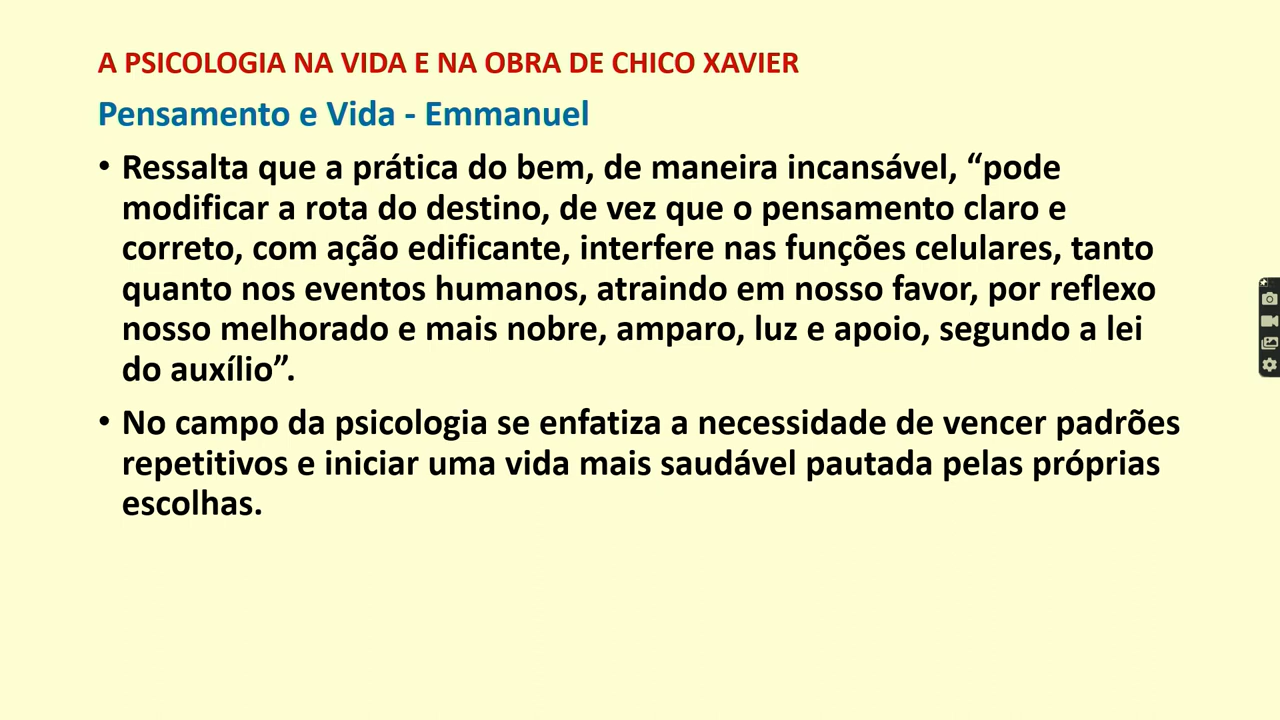 A PSICOLOGIA NA VIDA E NA OBRA DE CHICO XAVIER
Pensamento e Vida - Emmanuel
• Ressalta que a prática do bem, de maneira incansável, “pode
modificar a rota do destino, de vez que o pensamento claro e
correto, com ação edificante, interfere nas funções celulares, tanto
quanto nos eventos humanos, atraindo em nosso favor, por reflexo
nosso melhorado e mais nobre, amparo, luz e apoio, segundo a lei
do auxílio”.
• No campo da psicologia se enfatiza a necessidade de vencer padrões
repetitivos e iniciar uma vida mais saudável pautada pelas próprias
escolhas.